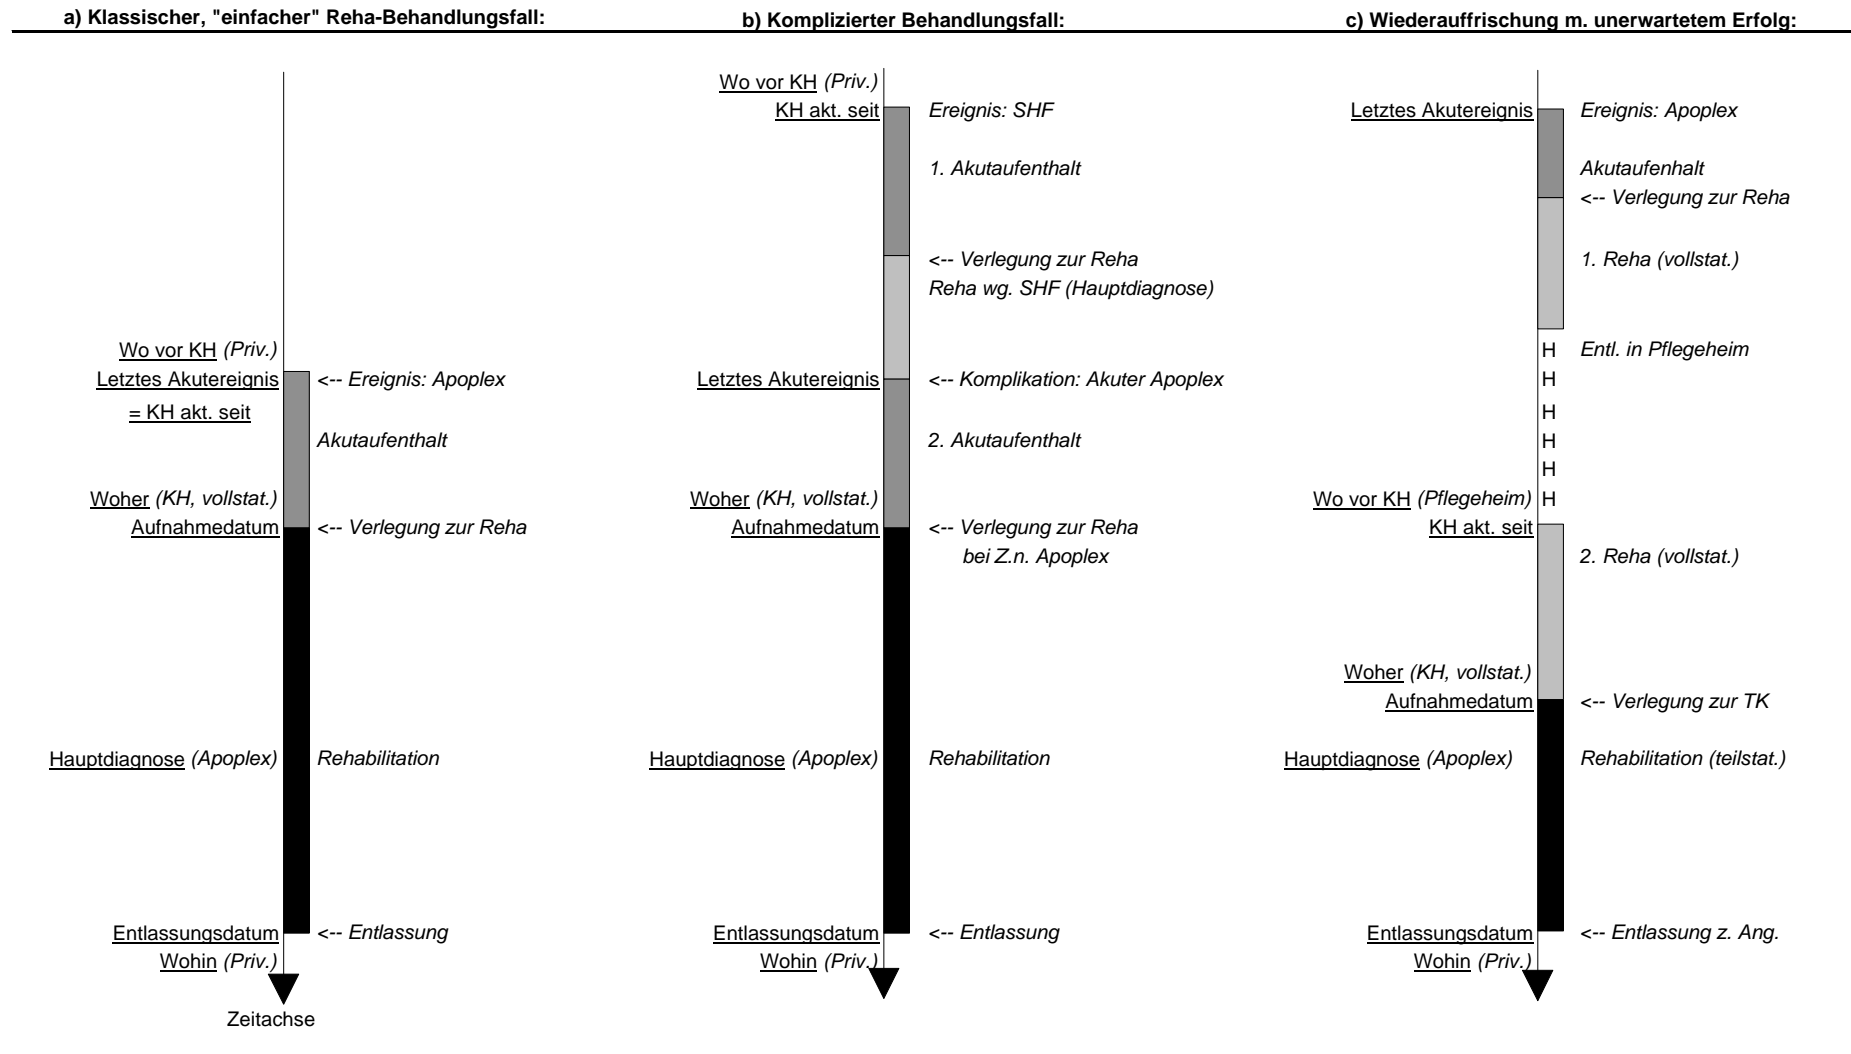 a) Klassischer, "einfacher" Reha-Behandlungsfall:
Wo vor KH (Priv.)
Letztes Akutereignis <-- Ereignis: Apoplex
= KH akt. seit
Akutaufenthalt
Woher (KH, vollstat.)
Aufnahmedatum <-- Verlegung zur Reha
Hauptdiagnose (Apoplex) Rehabilitation
Entlassungsdatum <-- Entlassung
Wohin (Priv.)
Zeitachse
b) Komplizierter Behandlungsfall:
Wo vor KH (Priv.)
KH akt. seit Ereignis: SHF
1. Akutaufenthalt
<-- Verlegung zur Reha
Reha wg. SHF (Hauptdiagnose)
Letztes Akutereignis <-- Komplikation: Akuter Apoplex
2. Akutaufenthalt
Woher (KH, vollstat.)
Aufnahmedatum <-- Verlegung zur Reha
bei Z.n. Apoplex
Hauptdiagnose (Apoplex) Rehabilitation
Entlassungsdatum <-- Entlassung
Wohin (Priv.)
c) Wiederauffrischung m. unerwartetem Erfolg:
Letztes Akutereignis Ereignis: Apoplex
Akutaufenhalt
<-- Verlegung zur Reha
1. Reha (vollstat.)
H Entl. in Pflegeheim
H
H
H
H
Wo vor KH (Pflegeheim) H
KH akt. seit
2. Reha (vollstat.)
Woher (KH, vollstat.)
Aufnahmedatum <-- Verlegung zur TK
Hauptdiagnose (Apoplex) Rehabilitation (teilstat.)
Entlassungsdatum <-- Entlassung z. Ang.
Wohin (Priv.)